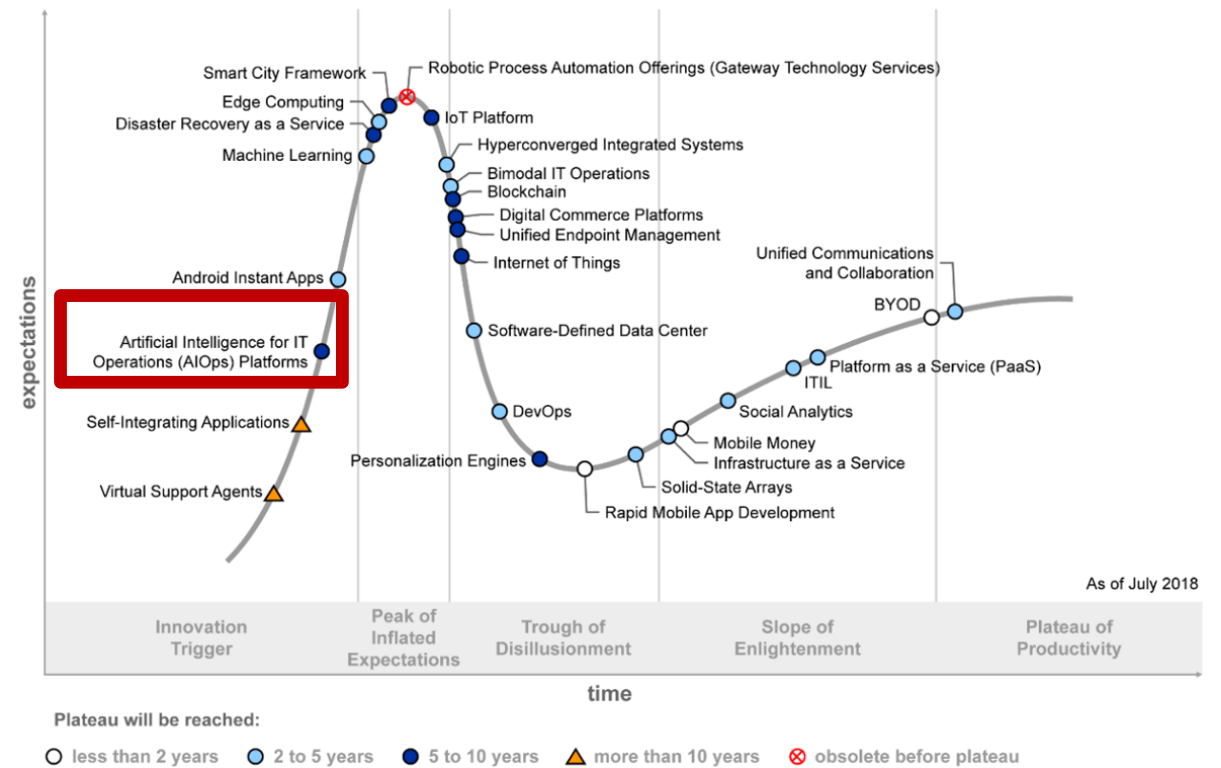 Smart City Framework
Robotic Process Automation Offerings (Gateway Technology Services)
Edge Computing
Disaster Recovery as a Service
IoT Platform
Machine Learning
Hyperconverged Integrated Systems
Bimodal IT Operations
Blockchain
Digital Commerce Platforms
Unified Endpoint Management
Internet of Things
Android Instant Apps
Unified Communications
and Collaboration
BYOD
expectations
Artificial Intelligence for IT
Operations (AIOps) Platforms
Software-Defined Data Center
Platform as a Service (PaaS)
ITIL
Self-Integrating Applications
DevOps
Social Analytics
Mobile Money
Personalization Engines
Infrastructure as a Service
Virtual Support Agents
Solid-State Arrays
Rapid Mobile App Development
As of July 2018
Innovation
Trigger
Peak of
Inflated
Expectations
Trough of
Disillusionment
Slope of
Enlightenment
Plateau of
Productivity
time
Plateau will be reached:
less than 2 years
2 to 5 years
5 to 10 years
more than 10 years
obsolete before plateau